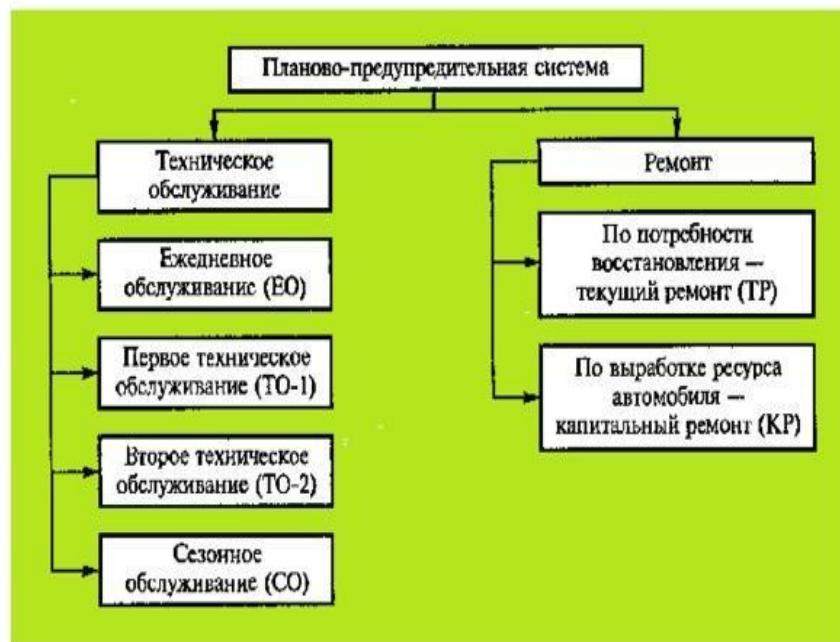 Планово-предупредительная система
Техническое
обслуживание
Ежедневное
обслуживание (ЕО)
Первое техническое
обслуживание (ТО-1)
Второе техническое
обслуживание (ТО-2)
Сезонное
обслуживание (СО)
Ремонт
По потребности
восстановления —
текущий ремонт (ТР)
По выработке ресурса
автомобиля —
капитальный ремонт (КР)